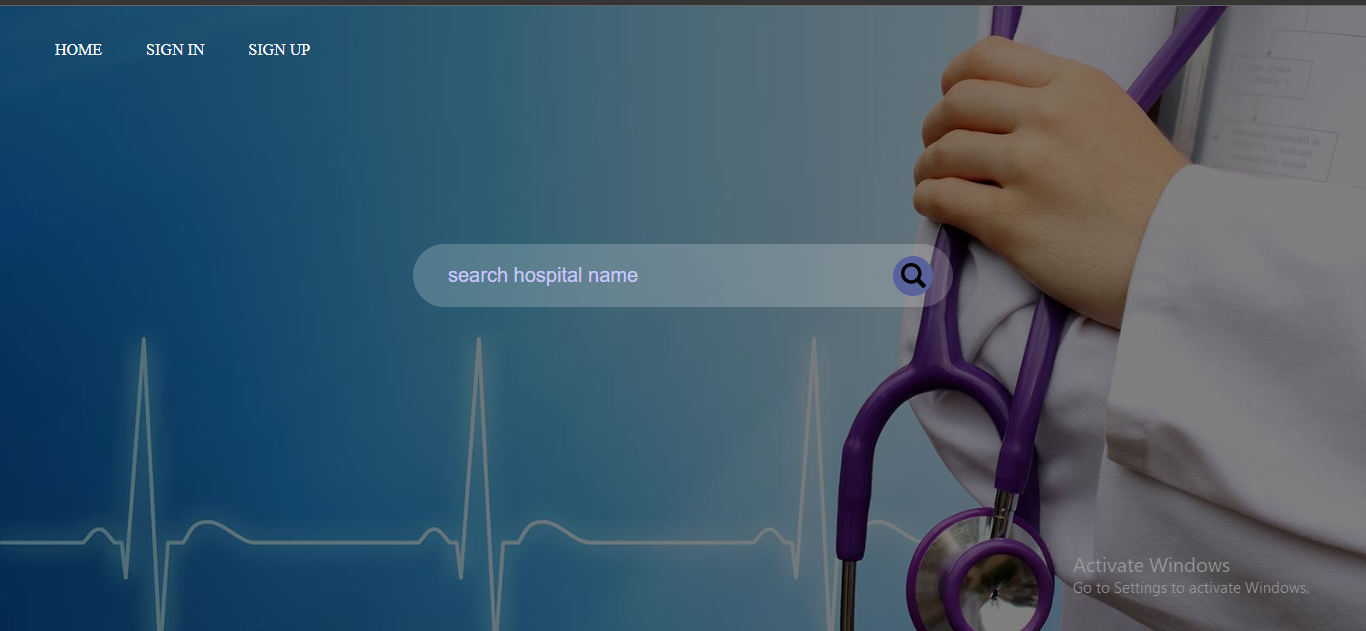 HOME SIGN IN SIGN UP
search hospital name
Activate Windows
Go to Settings to activate Windows.